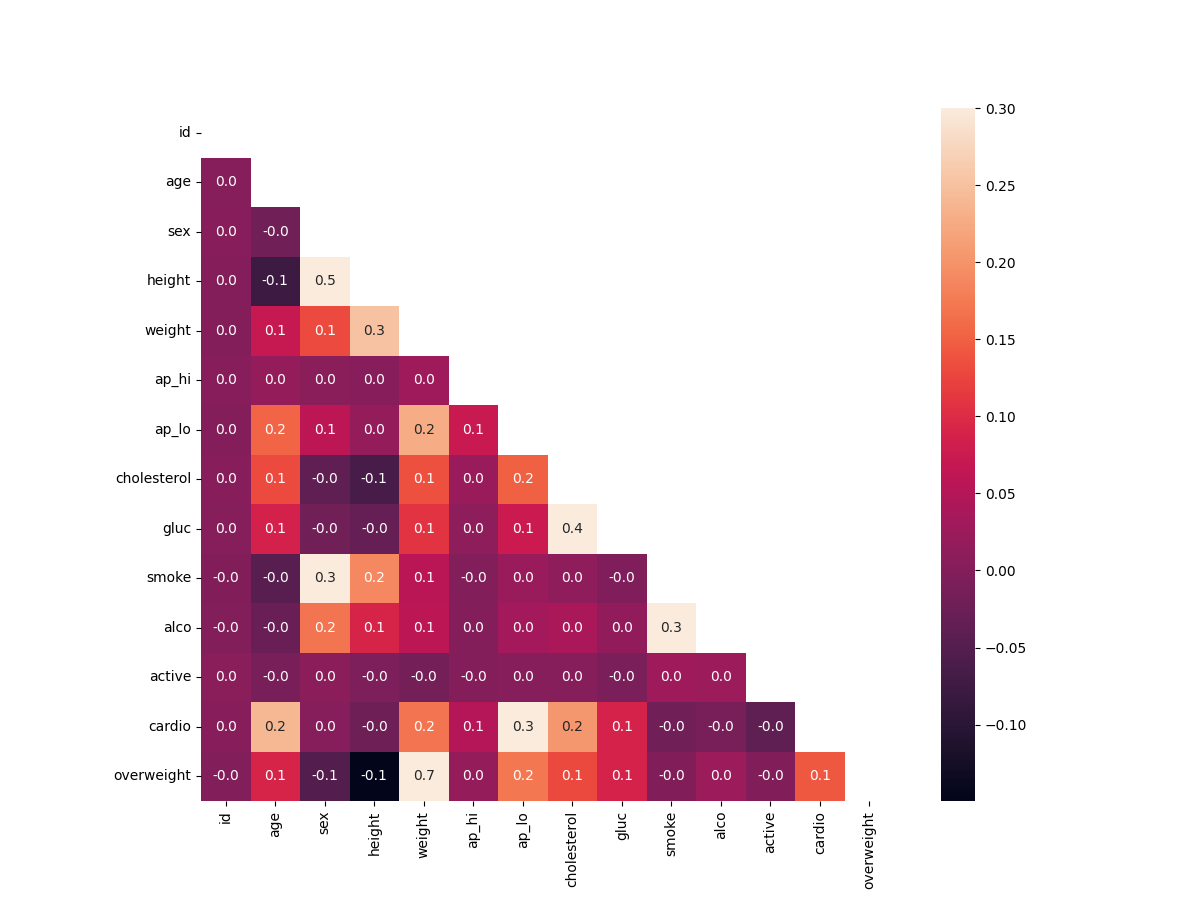 id
age 0.0
sex 0.0 -0.0
height 0.0 -0.1 0.5
weight 0.0 0.1 0.1 0.3
ap_hi 0.0 0.0 0.0 0.0 0.0
ap_lo 0.0 0.2 0.1 0.0 0.2 0.1
cholesterol 0.0 0.1 -0.0 -0.1 0.1 0.0 0.2
gluc 0.0 0.1 -0.0 -0.0 0.1 0.0 0.1 0.4
smoke -0.0 -0.0 0.3 0.2 0.1 -0.0 0.0 0.0 -0.0
alco -0.0 -0.0 0.2 0.1 0.1 0.0 0.0 0.0 0.0 0.3
active 0.0 -0.0 0.0 -0.0 -0.0 -0.0 0.0 0.0 -0.0 0.0 0.0
cardio 0.0 0.2 0.0 -0.0 0.2 0.1 0.3 0.2 0.1 -0.0 -0.0 -0.0
overweight -0.0 0.1 -0.1 -0.1 0.7 0.0 0.2 0.1 0.1 -0.0 0.0 -0.0 0.1
id age sex height weight ap_hi ap_lo cholesterol gluc smoke alco active cardio overweight
0.30
0.25
0.20
0.15
0.10
0.05
0.00
−0.05
−0.10